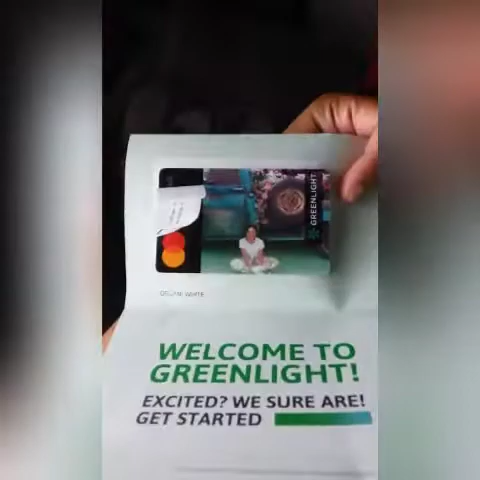 GREENLIGHT
WELCOME TO
GREENLIGHT!
EXCITED? WE SURE ARE!
GET STARTED